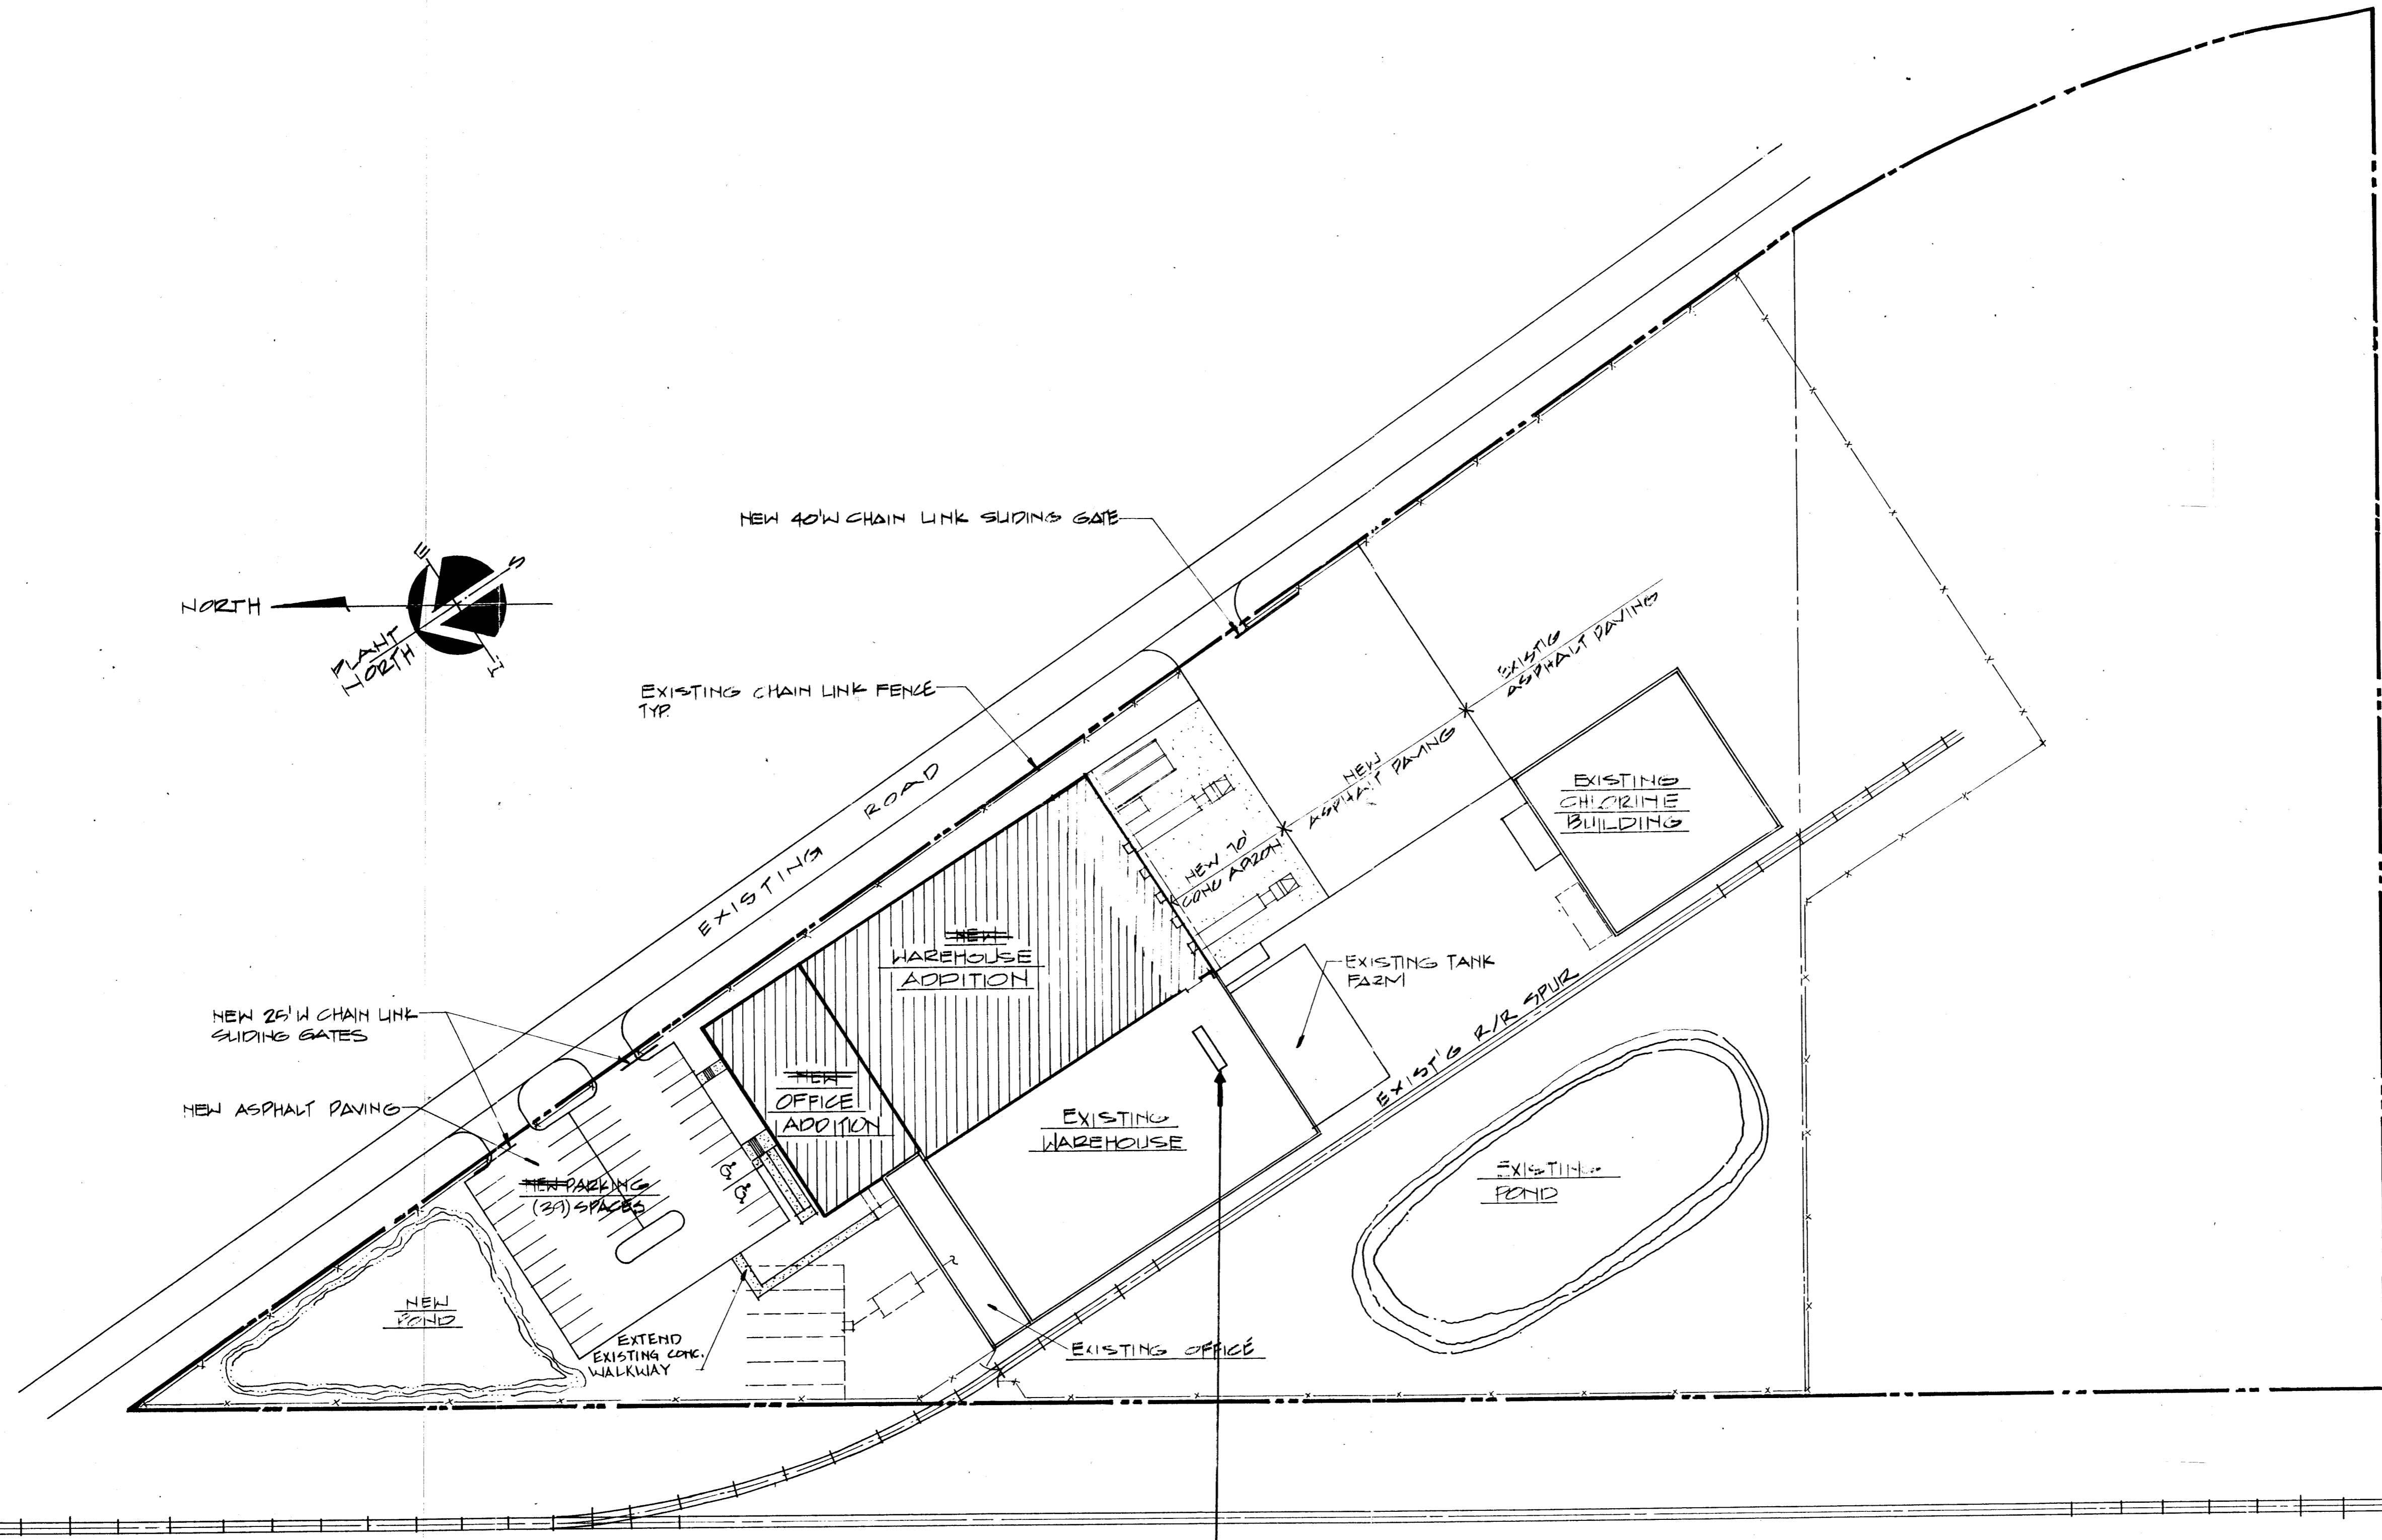 NEW 40'W CHAIN LINK SLIDING GATE
E
S
NORTH
PLANT
NORTH
EXISTING CHAIN LINK FENCE
TYP.
EXISTIG
ASPHALT PAVING
NEW
ASPHALT PAVING
EXISTING
CHLORINE
BUILDING
EXISTING ROAD
NEW 70'
CONC APRON
NEW
WAREHOUSE
ADDITION
EXISTING TANK
FARM
NEW 25'W CHAIN LINK
SLIDING GATES
EXIST'G R/R SPUR
NEW ASPHALT PAVING
NEW
OFFICE
ADDITION
EXISTING
WAREHOUSE
NEW PARKING
(39) SPACES
EXISTING
POND
NEW
POND
EXTEND
EXISTING CONC.
WALKWAY
EXISTING OFFICE